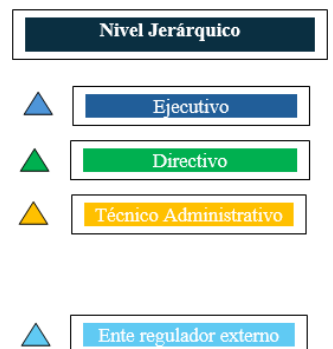 Nivel Jerárquico
Ejecutivo
Directivo
Técnico Administrativo
Ente regulador externo